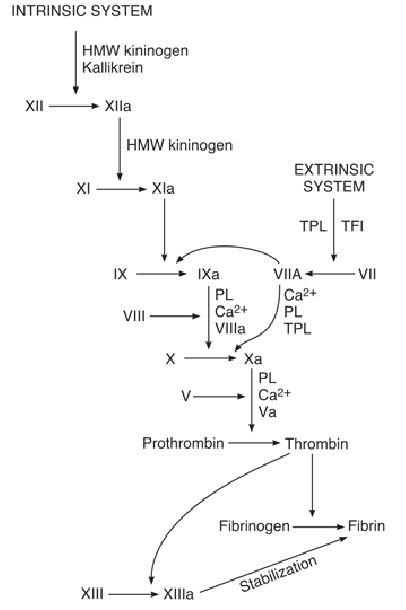 INTRINSIC SYSTEM
HMW kininogen
Kallikrein
XII XIIa
HMW kininogen
EXTRINSIC
SYSTEM
XI XIa
TPL TFI
IX IXa VIIA VII
PL Ca2+
VIII Ca2+ PL
VIIIa TPL
X Xa
PL
V Ca2+
Va
Prothrombin Thrombin
Fibrinogen Fibrin
Stabilization
XIII XIIIa